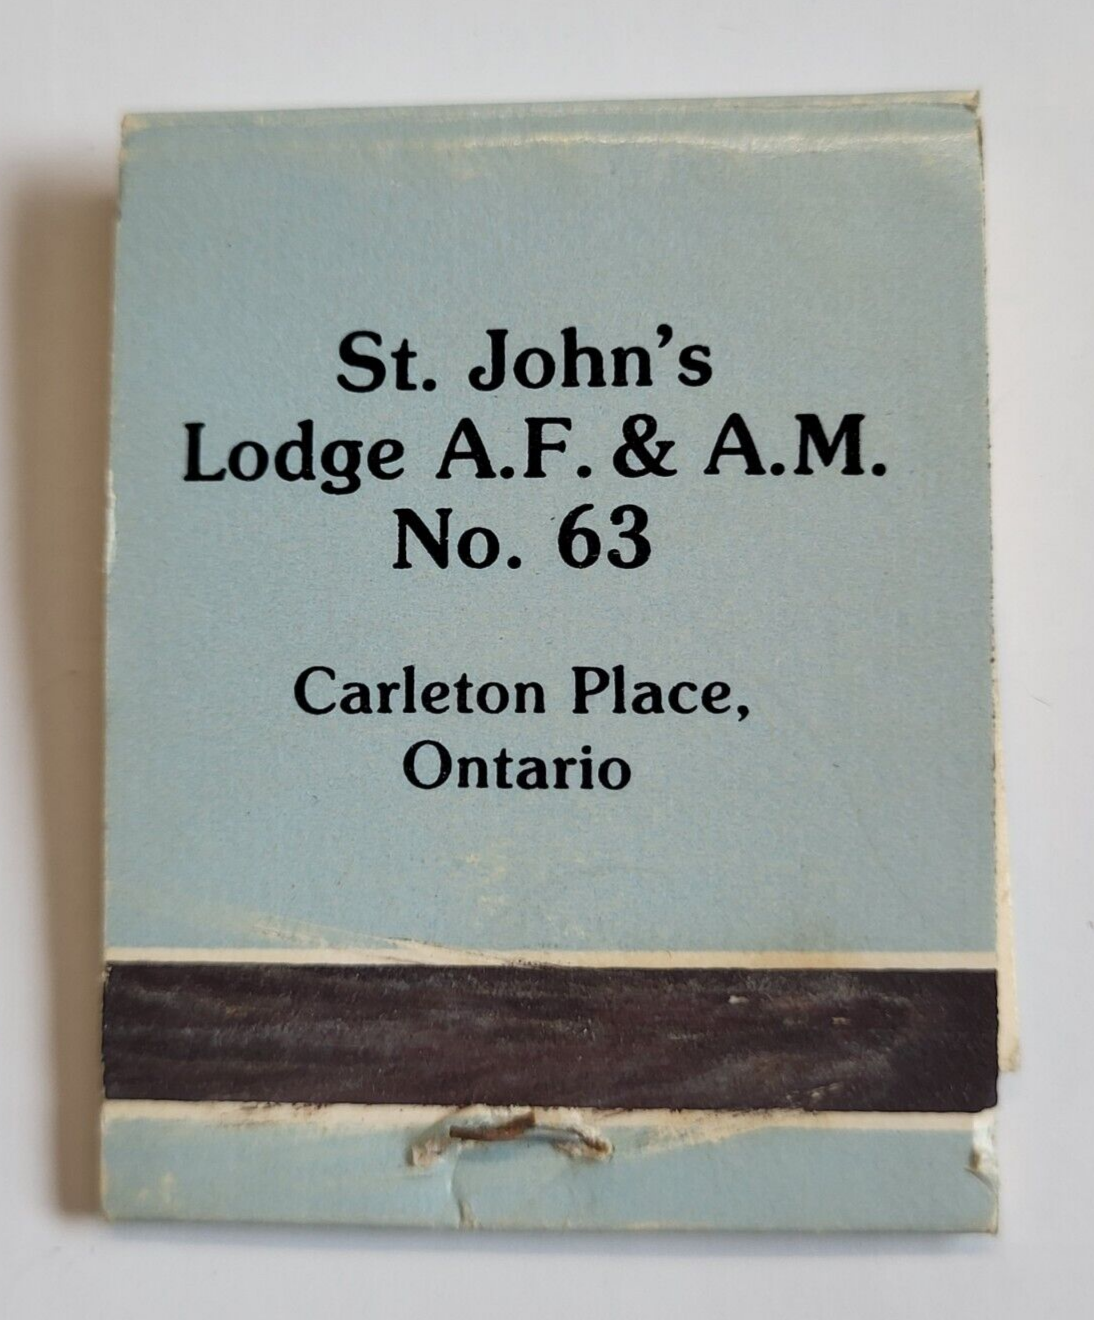 St. John's
Lodge A.F. & A.M.
No. 63
Carleton Place,
Ontario